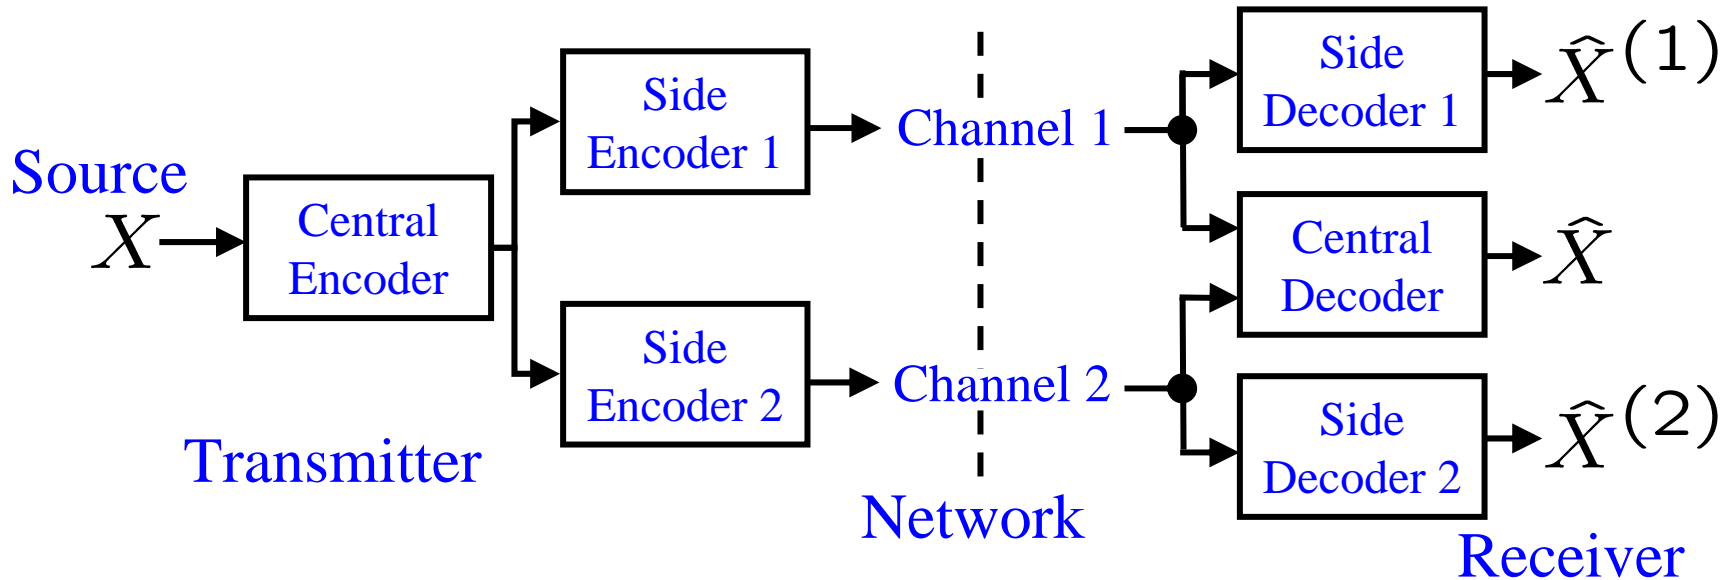 Source
X
Central
Encoder
Side
Encoder 1
Side
Encoder 2
Transmitter
Channel 1
Channel 2
Network
Side
Decoder 1
X̂(1)
Central
Decoder
X̂
Side
Decoder 2
X̂(2)
Receiver